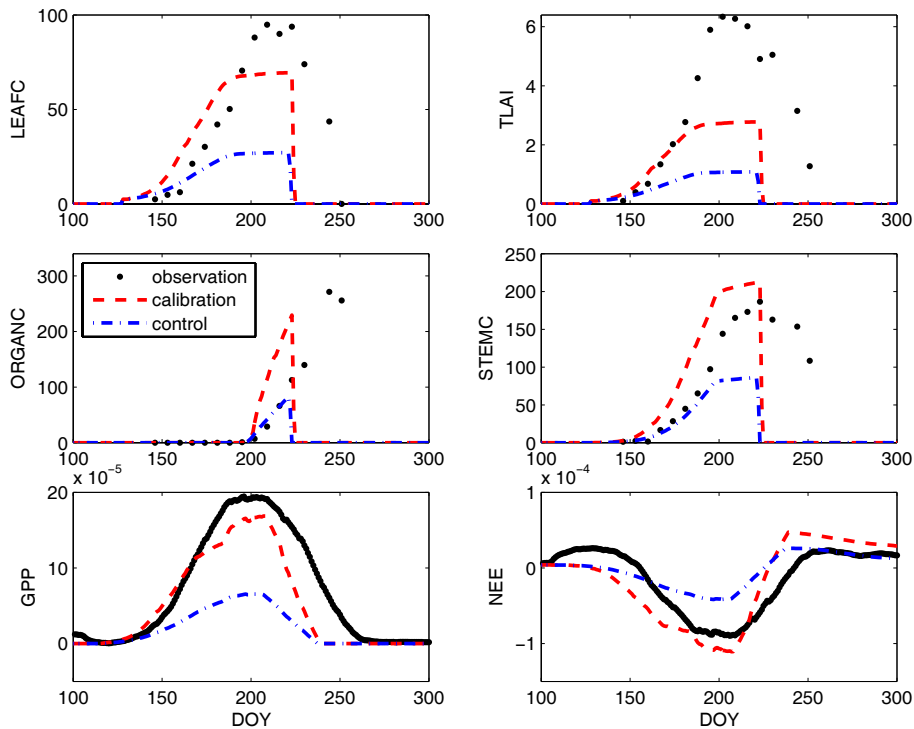 100
50
0
LEAFC
100 150 200 250 300
6
4
2
0
TLAI
100 150 200 250 300
300
200
100
0
ORGANC
observation
calibration
control
100 150 200 250 300
250
200
150
100
50
0
STEMC
100 150 200 250 300
x 10-5
20
10
0
GPP
100 150 200 250 300
DOY
x 10-4
1
0
−1
NEE
100 150 200 250 300
DOY